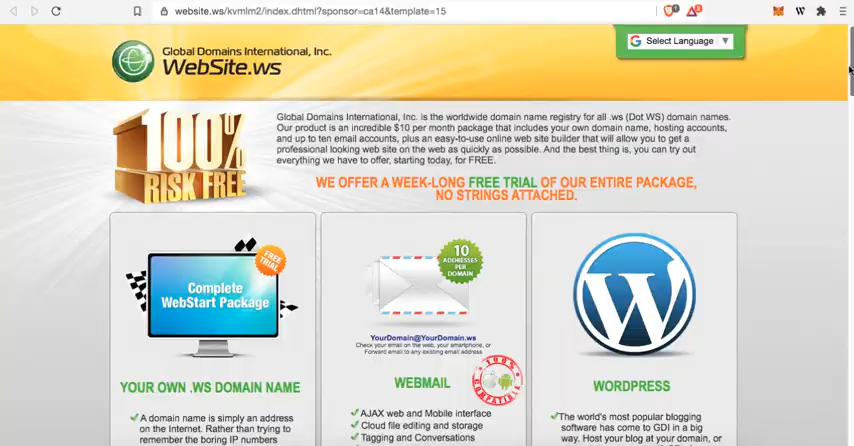 website.ws/kvmlm2/index.dhtml?sponsor=ca14&template=15
Global Domains International, Inc.
WebSite.ws
Select Language
100%
RISK FREE
Global Domains International, Inc. is the worldwide domain name registry for all .ws (Dot WS) domain names.
Our product is an incredible $10 per month package that includes your own domain name, hosting accounts,
and up to ten email accounts, plus an easy-to-use online web site builder that will allow you to get a
professional looking web site on the web as quickly as possible. And the best thing is, you can try out
everything we have to offer, starting today, for FREE.
WE OFFER A WEEK-LONG FREE TRIAL OF OUR ENTIRE PACKAGE,
NO STRINGS ATTACHED.
FREE
TRIAL
Complete
WebStart Package
YOUR OWN .WS DOMAIN NAME
A domain name is simply an address
on the Internet. Rather than trying to
remember the boring IP numbers
10
ADDRESSES
PER
DOMAIN
YourDomain@YourDomain.ws
Check your email on the web, your smartphone, or
Forward email to any existing email address
100%
COMPATIBLE
WEBMAIL
AJAX web and Mobile interface
Cloud file editing and storage
Tagging and Conversations
WORDPRESS
The world's most popular blogging
software has come to GDI in a big
way. Host your blog at your domain, or